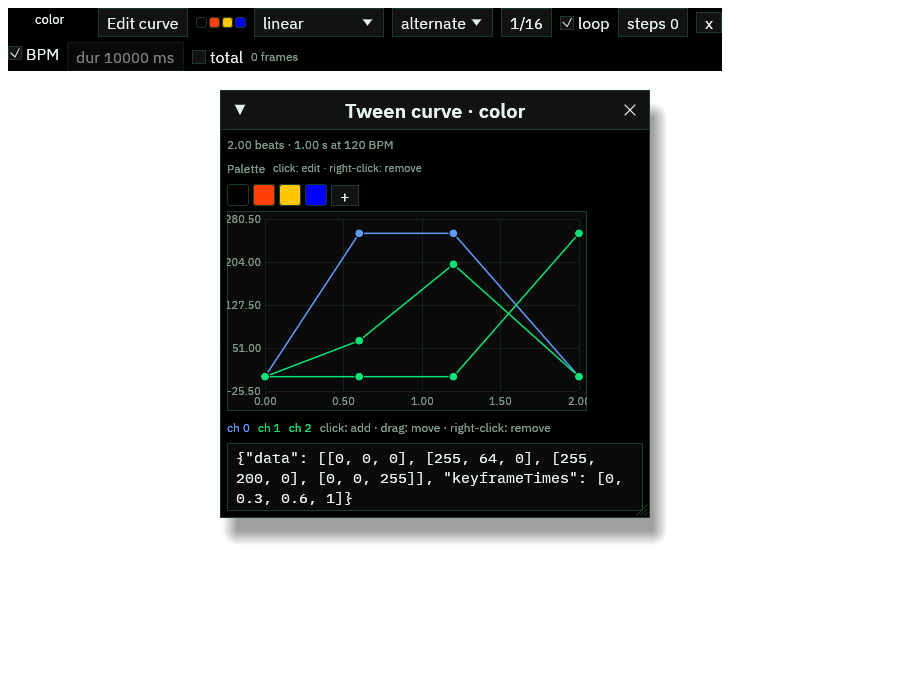 color Edit curve linear alternate 1/16 loop steps 0 x
BPM dur 10000 ms total 0 frames
Tween curve · color
2.00 beats · 1.00 s at 120 BPM
Palette click: edit · right-click: remove
+
280.50
204.00
127.50
51.00
-25.50
0.00 0.50 1.00 1.50 2.00
ch 0 ch 1 ch 2 click: add · drag: move · right-click: remove
{"data": [[0, 0, 0], [255, 64, 0], [255,
200, 0], [0, 0, 255]], "keyframeTimes": [0,
0.3, 0.6, 1]}